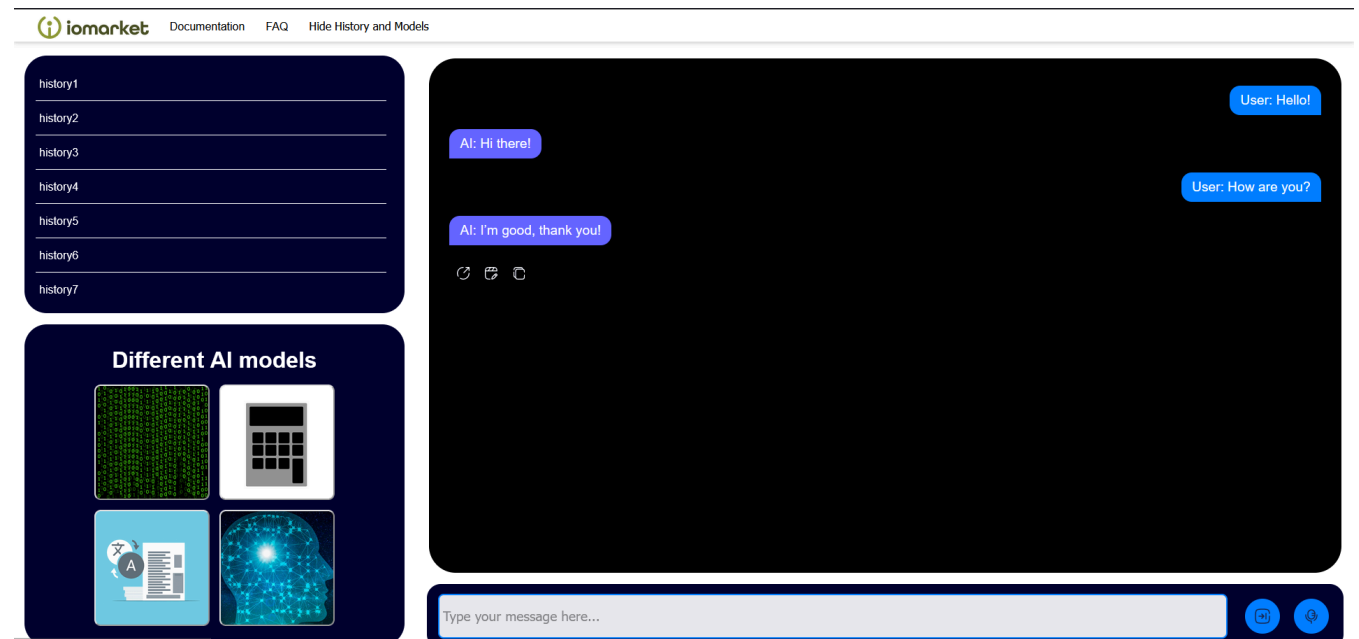 iomarket Documentation FAQ Hide History and Models
history1
history2
history3
history4
history5
history6
history7
Different AI models
文
A
User: Hello!
AI: Hi there!
User: How are you?
AI: I'm good, thank you!
Type your message here...